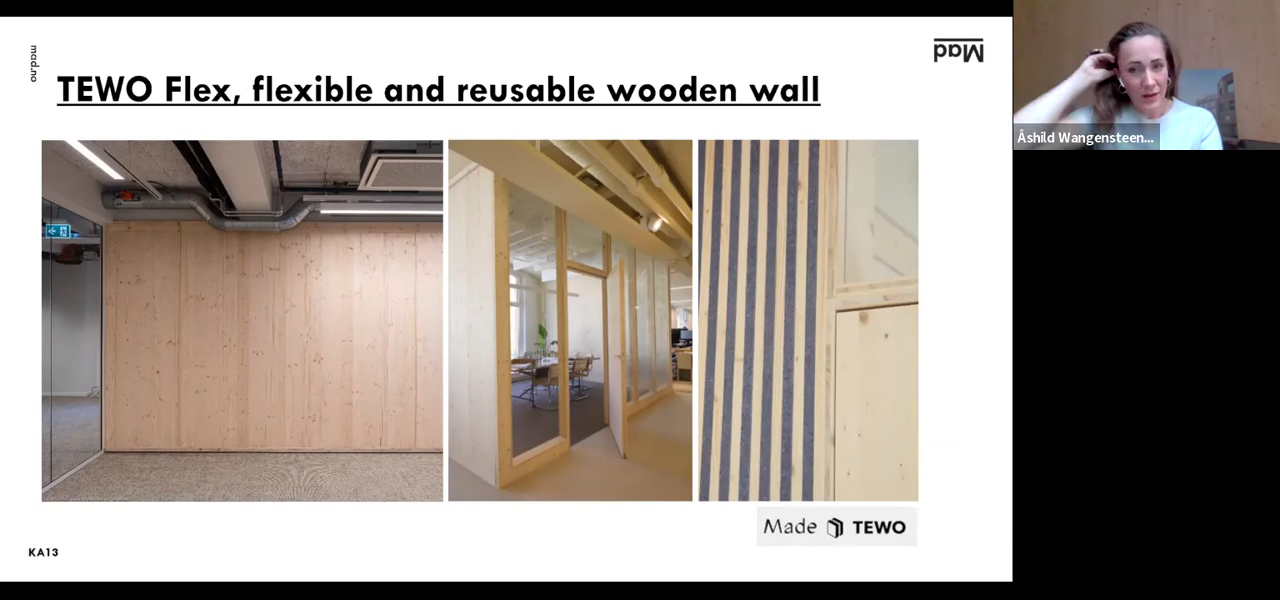 mad.no
Mad
TEWO Flex, flexible and reusable wooden wall
Åshild Wangensteen...
Made TEWO
KA13